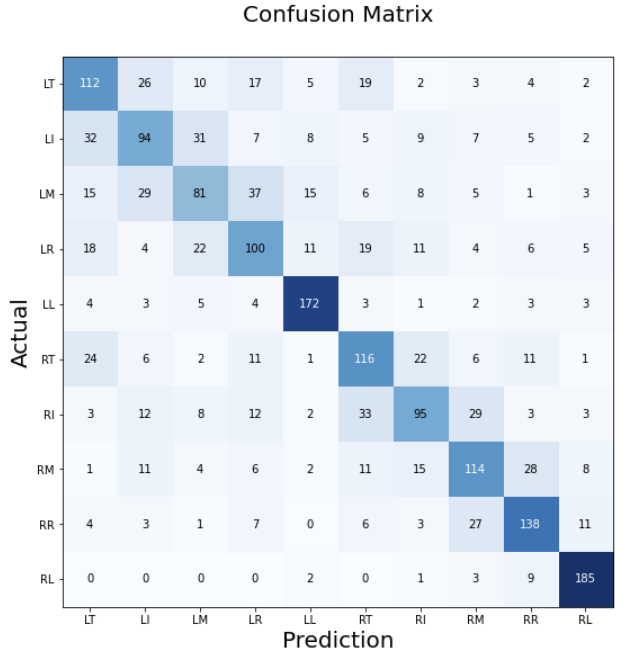 Confusion Matrix
LT 112 26 10 17 5 19 2 3 4 2
LI 32 94 31 7 8 5 9 7 5 2
LM 15 29 81 37 15 6 8 5 1 3
LR 18 4 22 100 11 19 11 4 6 5
LL 4 3 5 4 172 3 1 2 3 3
RT 24 6 2 11 1 116 22 6 11 1
RI 3 12 8 12 2 33 95 29 3 3
RM 1 11 4 6 2 11 15 114 28 8
RR 4 3 1 7 0 6 3 27 138 11
RL 0 0 0 0 2 0 1 3 9 185
Actual
LT LI LM LR LL RT RI RM RR RL
Prediction